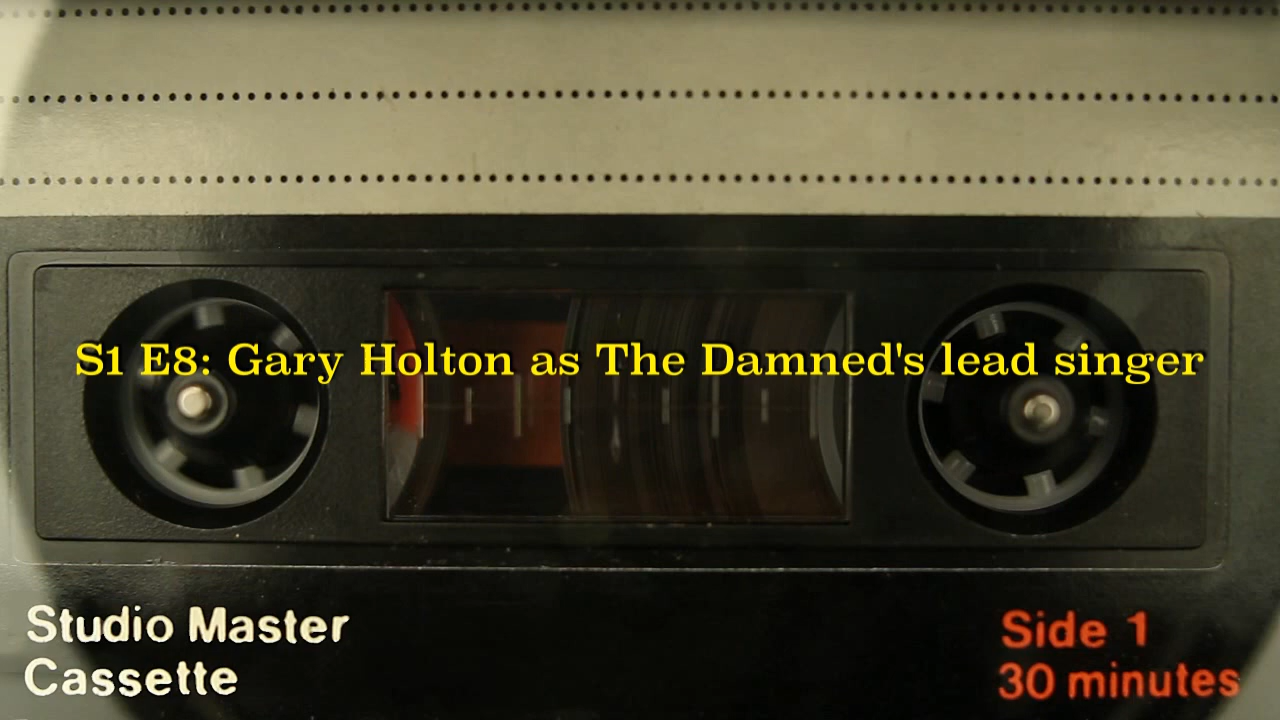 S1 E8: Gary Holton as The Damned's lead singer
Studio Master
Cassette
Side 1
30 minutes